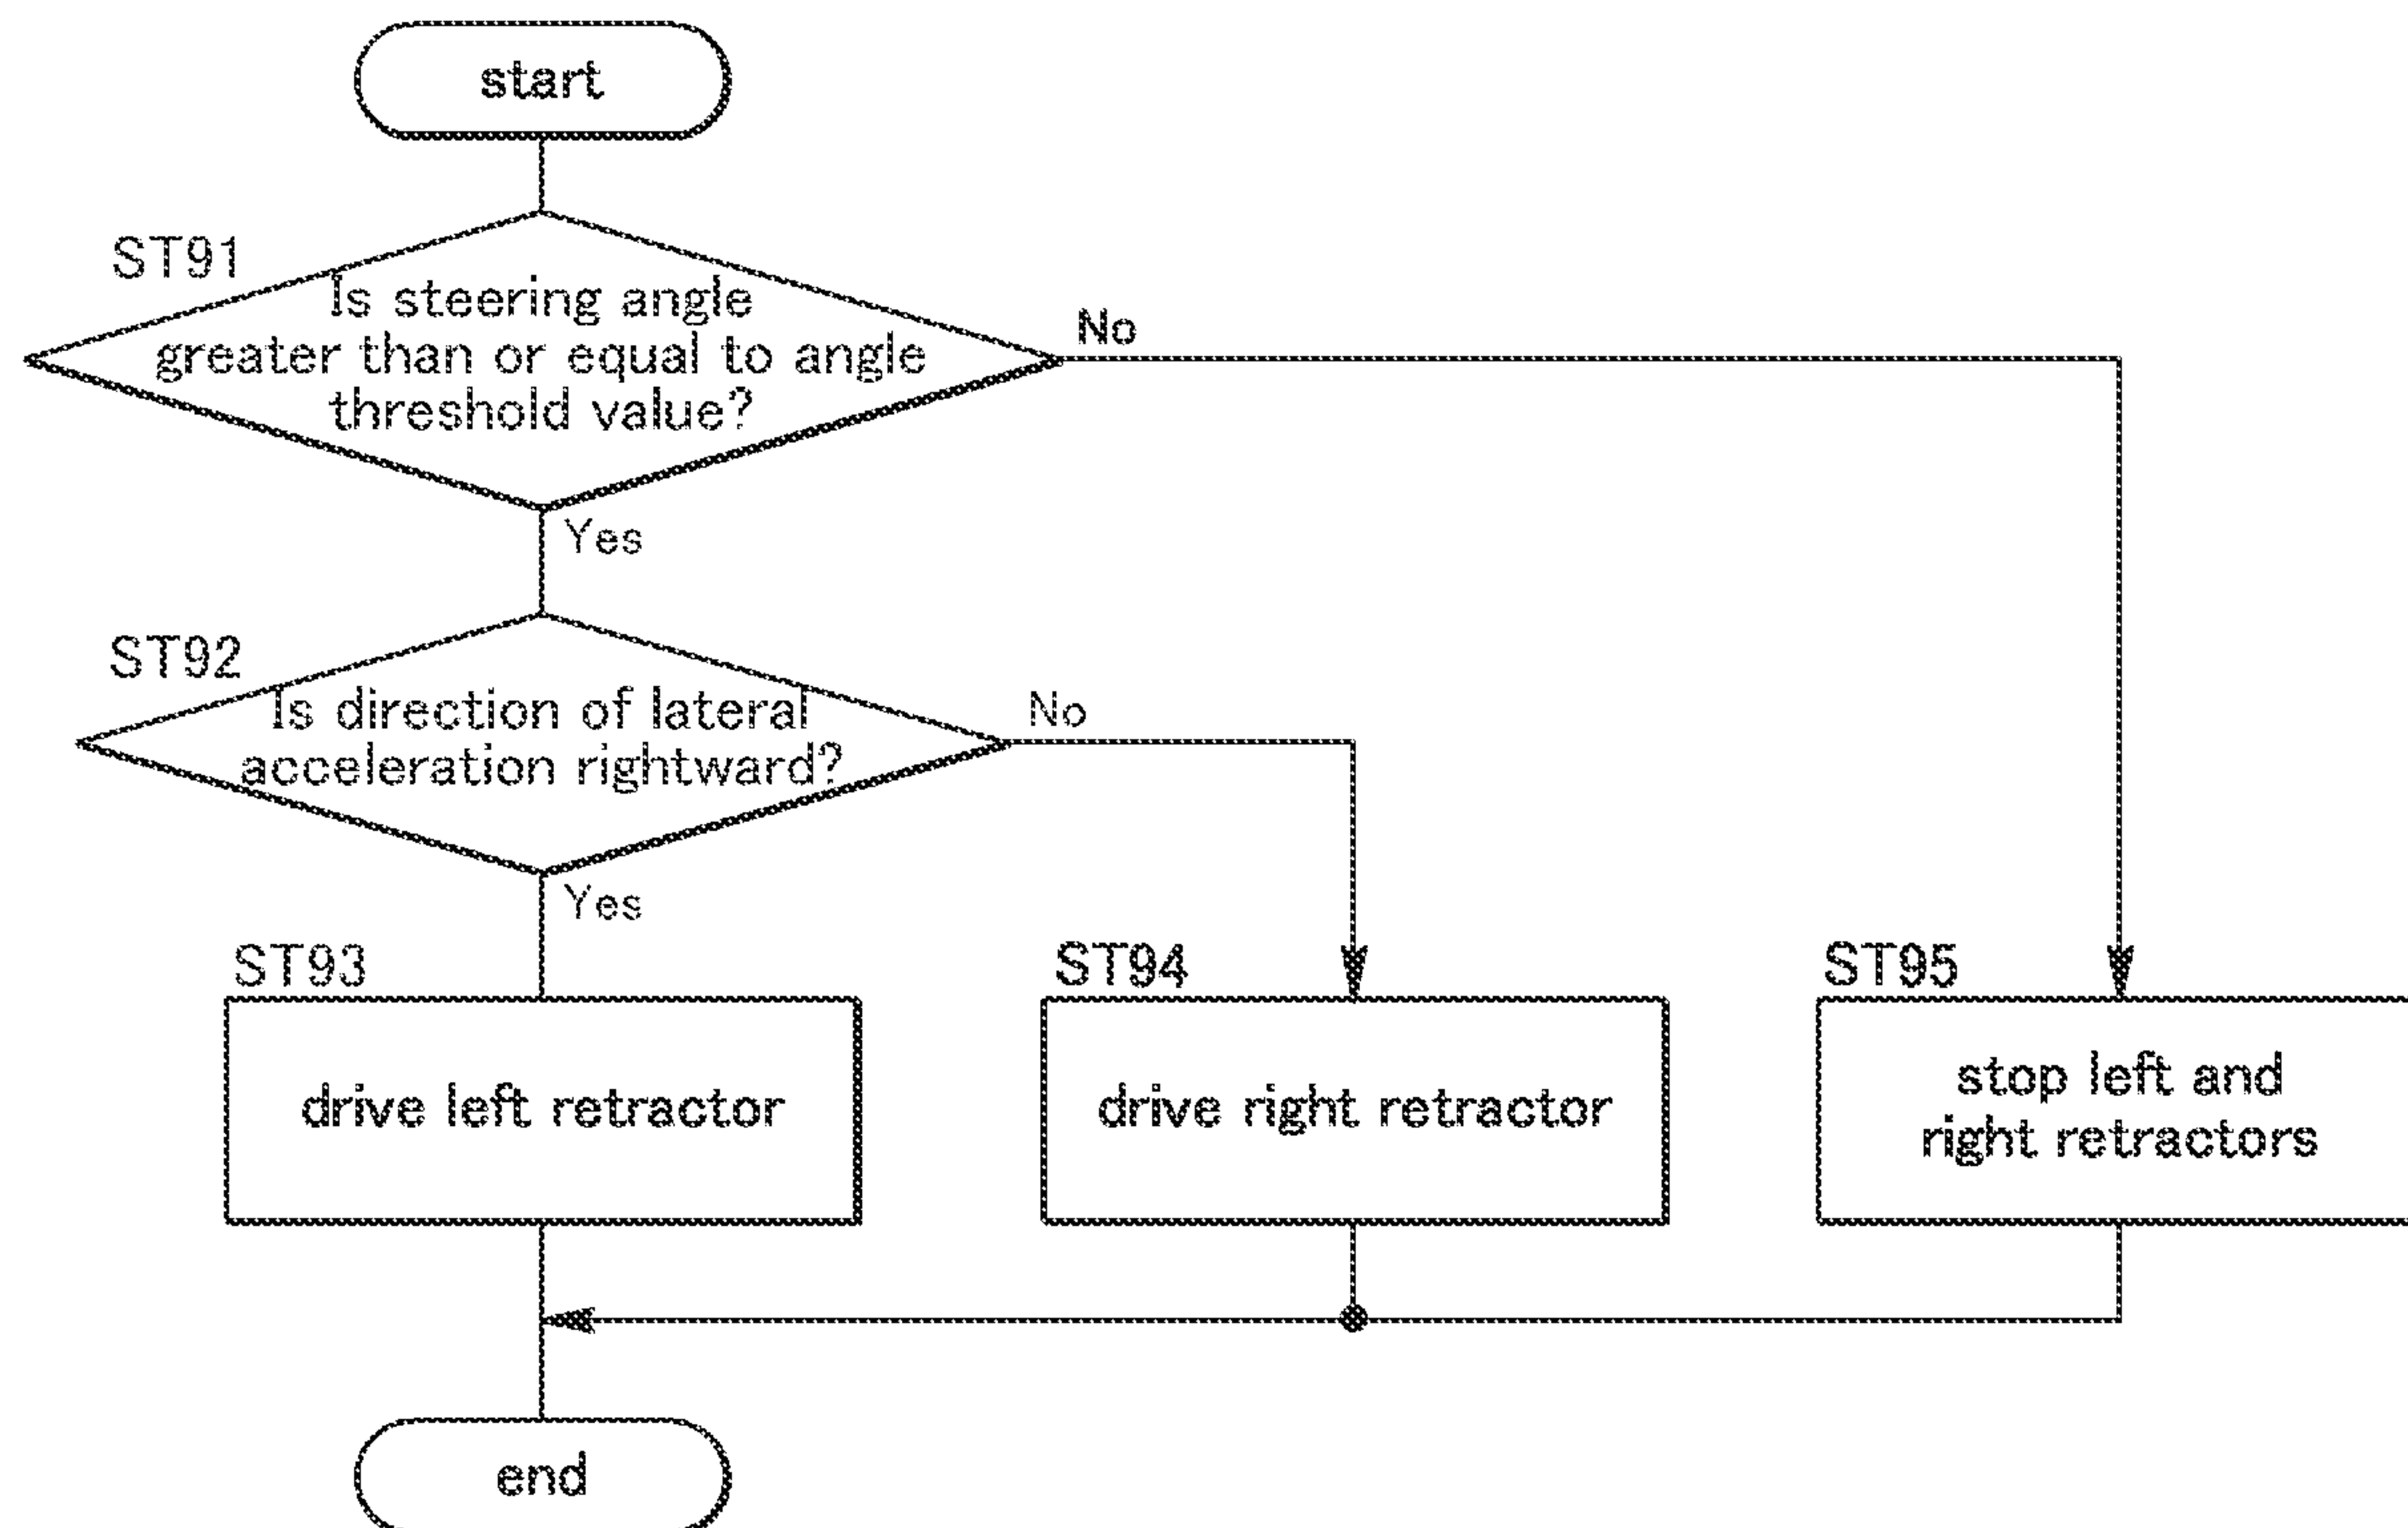 start
ST91
Is steering angle
greater than or equal to angle
threshold value?
No
Yes
ST92
Is direction of lateral
acceleration rightward?
No
Yes
ST93
drive left retractor
ST94
drive right retractor
ST95
stop left and
right retractors
end